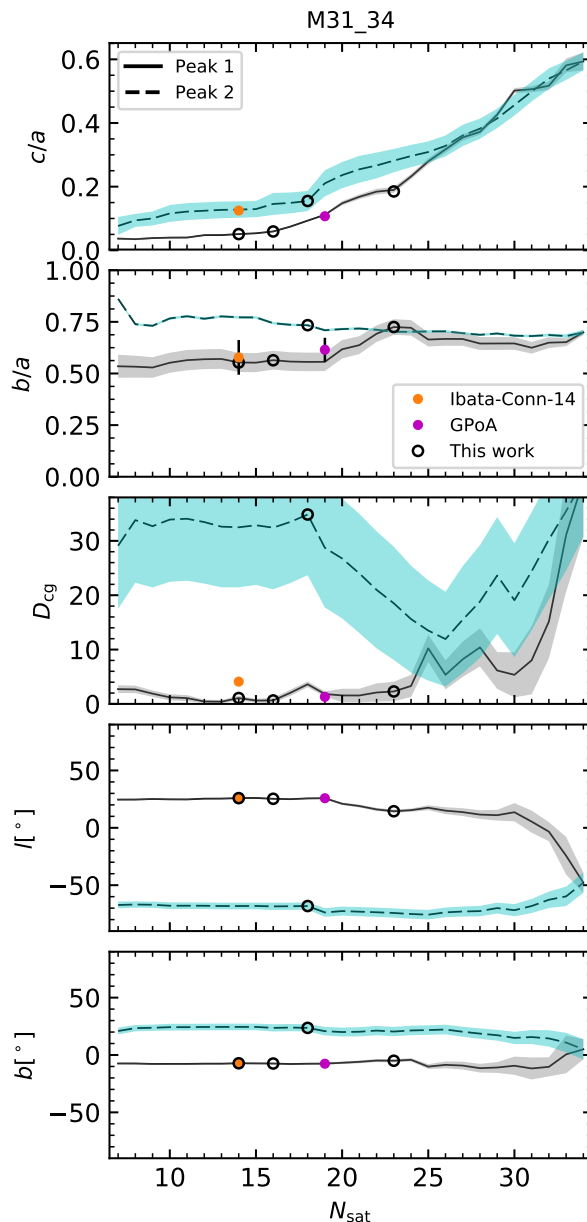 M31_34
c/a
0.6
0.4
0.2
0.0
Peak 1
Peak 2
b/a
1.00
0.75
0.50
0.25
0.00
Ibata-Conn-14
GPoA
This work
D_cg
30
20
10
0
l[°]
50
0
−50
b[°]
50
0
−50
10 15 20 25 30
N_sat